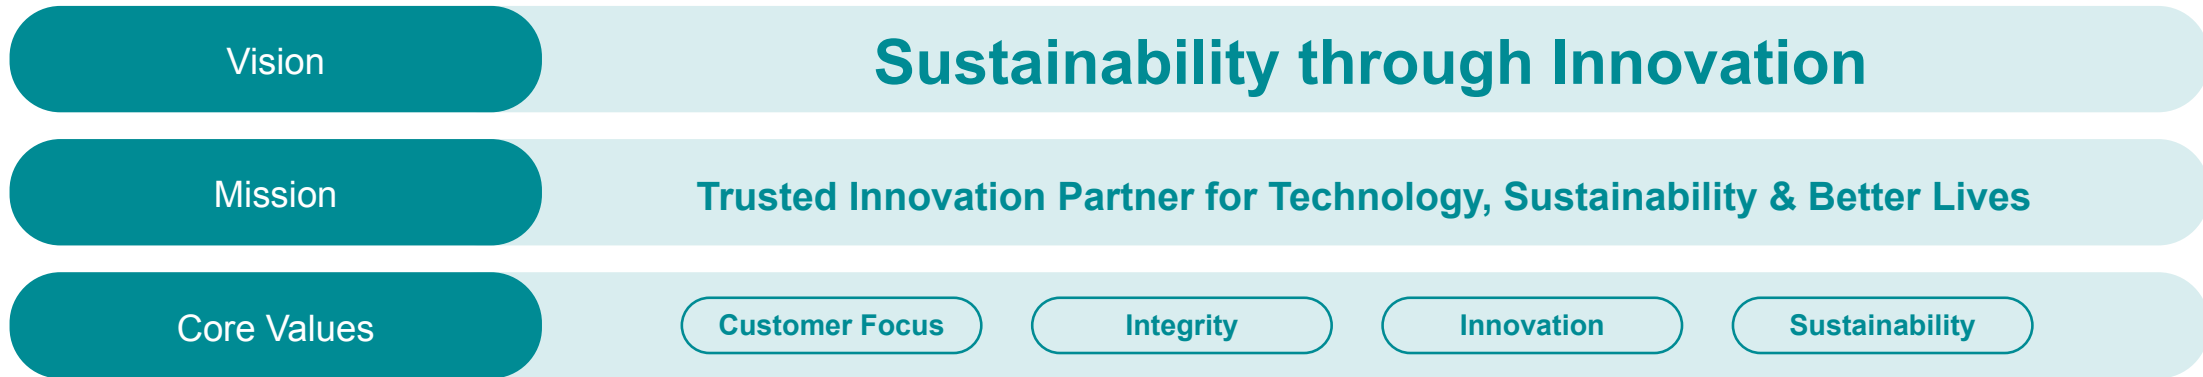 Vision
Sustainability through Innovation
Mission
Trusted Innovation Partner for Technology, Sustainability & Better Lives
Core Values
Customer Focus
Integrity
Innovation
Sustainability